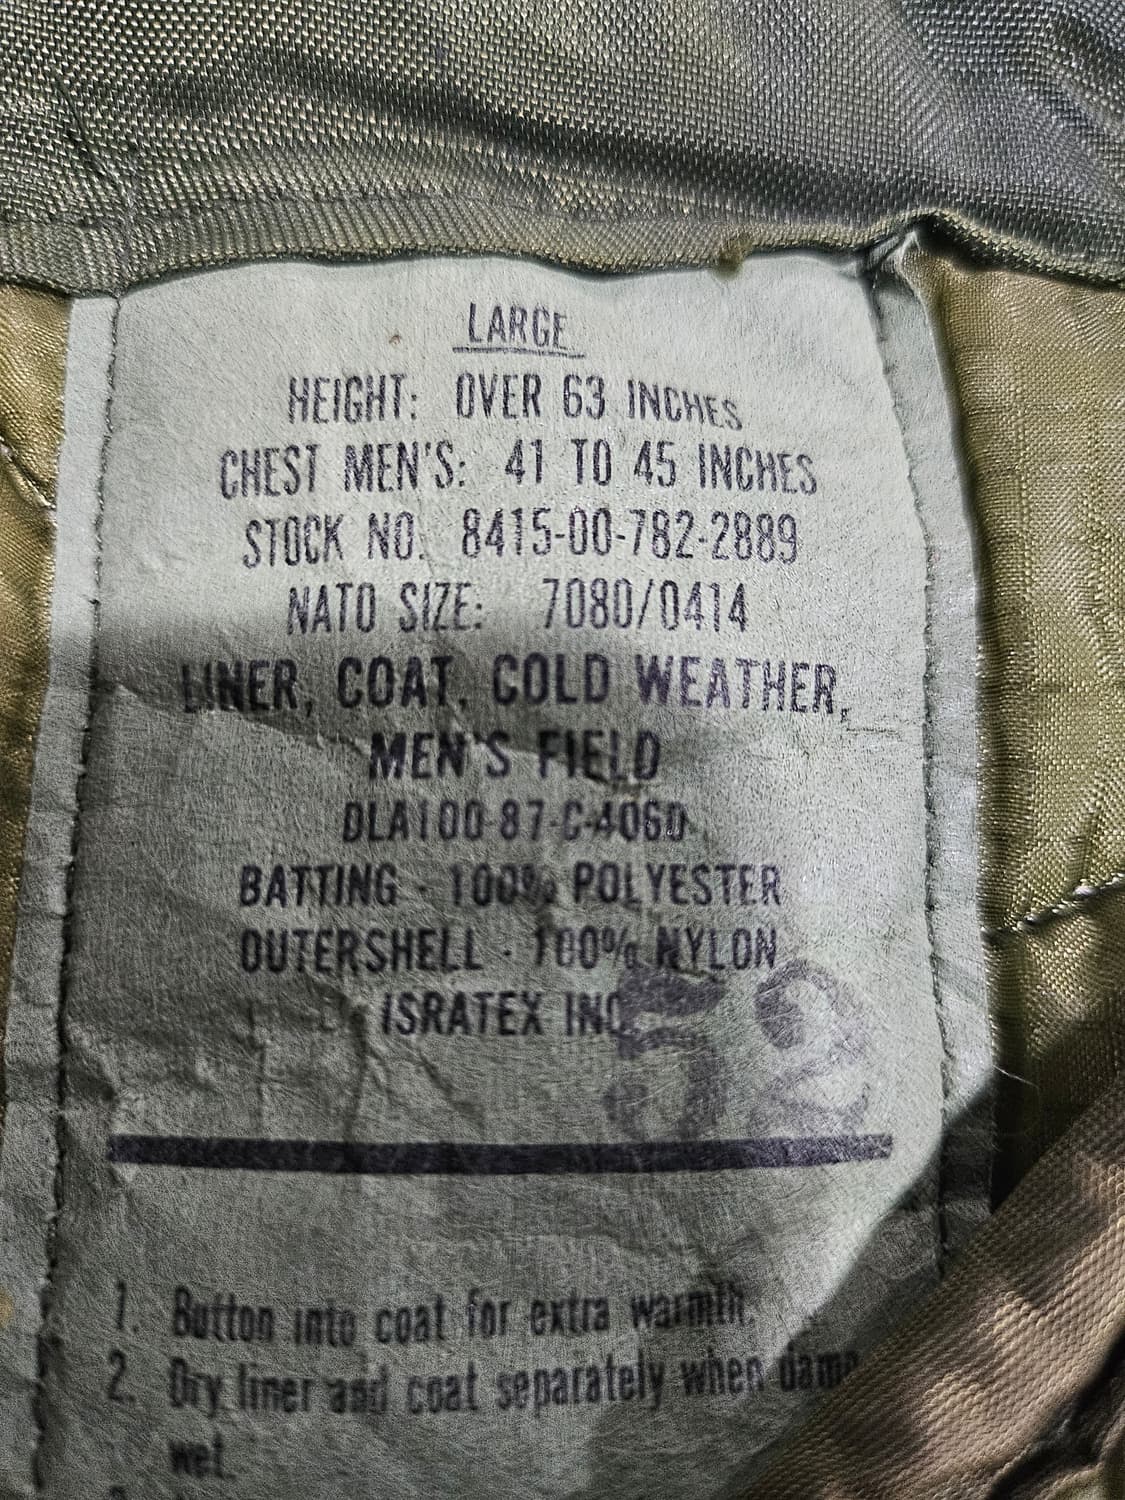 LARGE
HEIGHT: OVER 63 INCHES
CHEST MEN'S: 41 TO 45 INCHES
STOCK NO. 8415-00-782-2889
NATO SIZE: 7080/0414
LINER, COAT, COLD WEATHER,
MEN'S FIELD
DLA100-87-C-4060
BATTING - 100% POLYESTER
OUTERSHELL - 100% NYLON
ISRATEX INC
1. Button into coat for extra warmth.
2. Dry liner and coat separately when damp
wet.